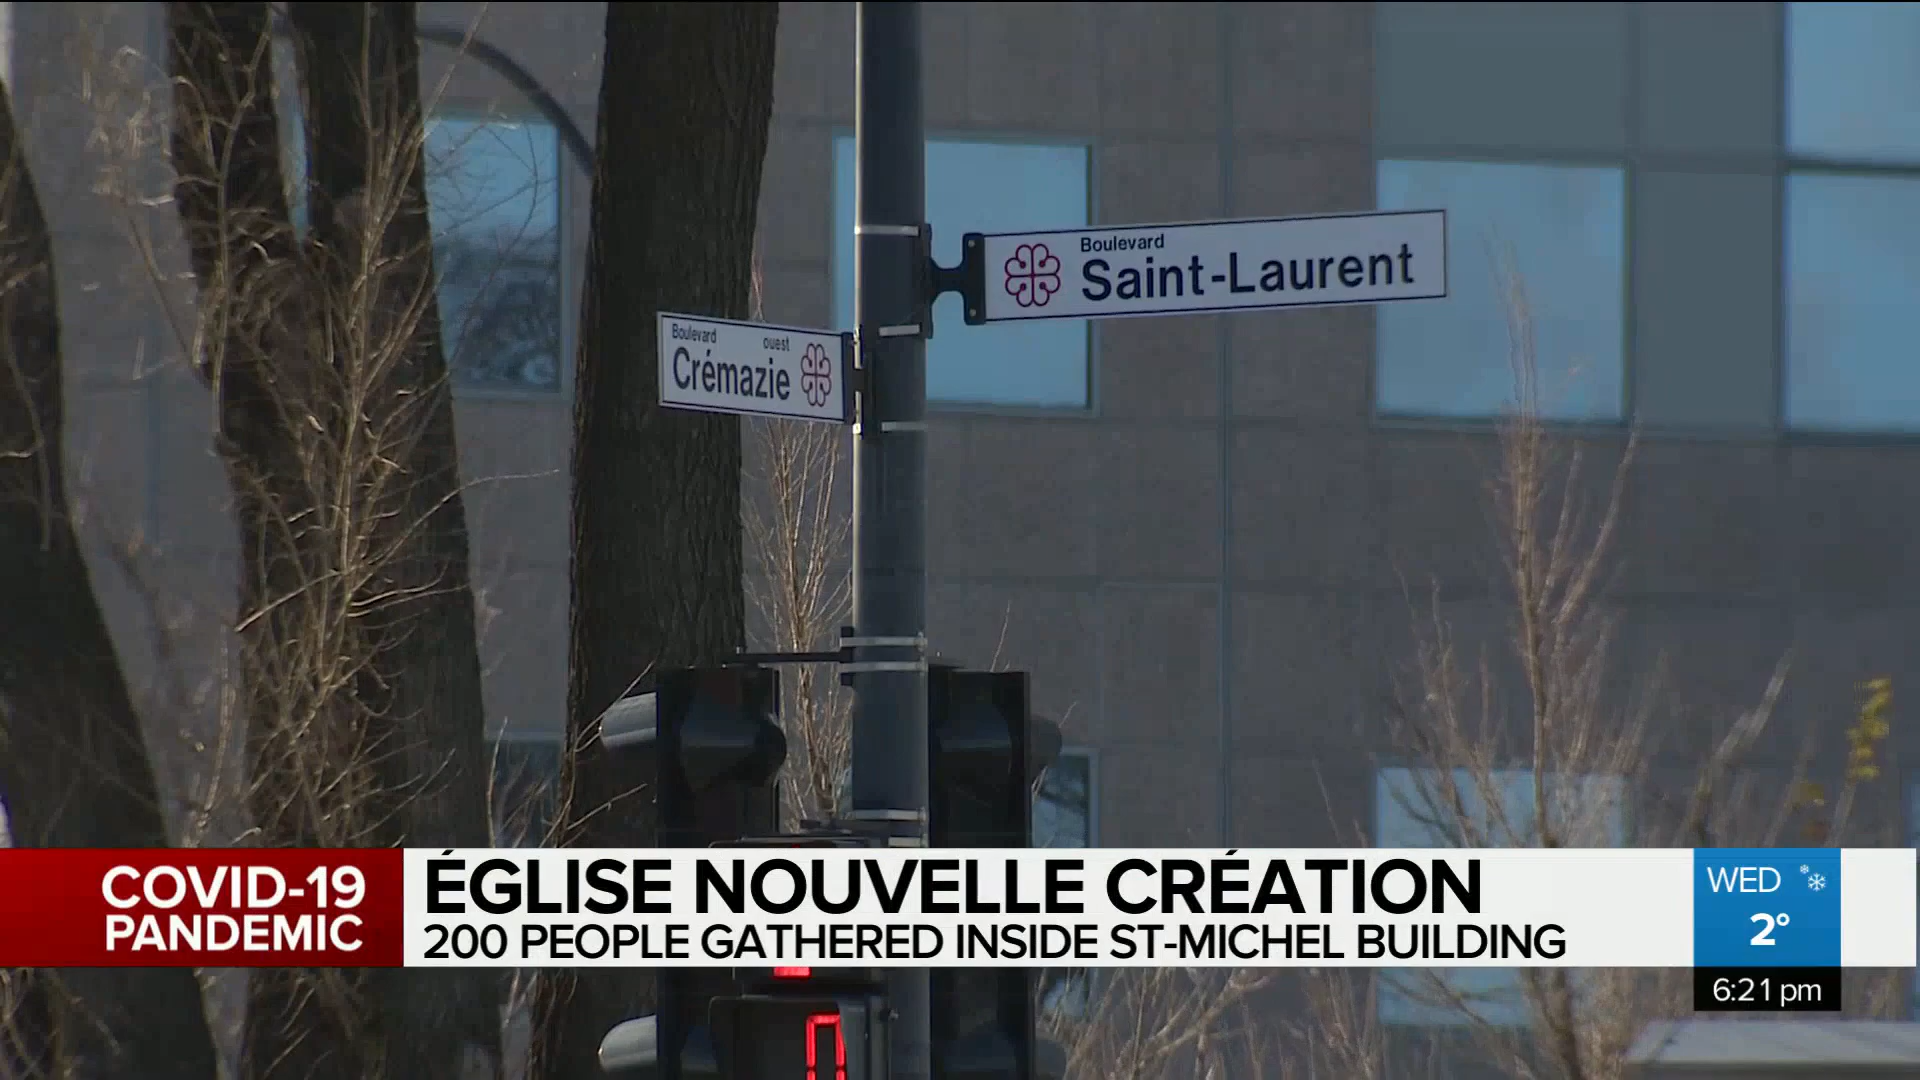 Boulevard
Saint-Laurent
Boulevard ouest
Crémazie
COVID-19
PANDEMIC
ÉGLISE NOUVELLE CRÉATION
200 PEOPLE GATHERED INSIDE ST-MICHEL BUILDING
WED
2°
6:21 pm
0